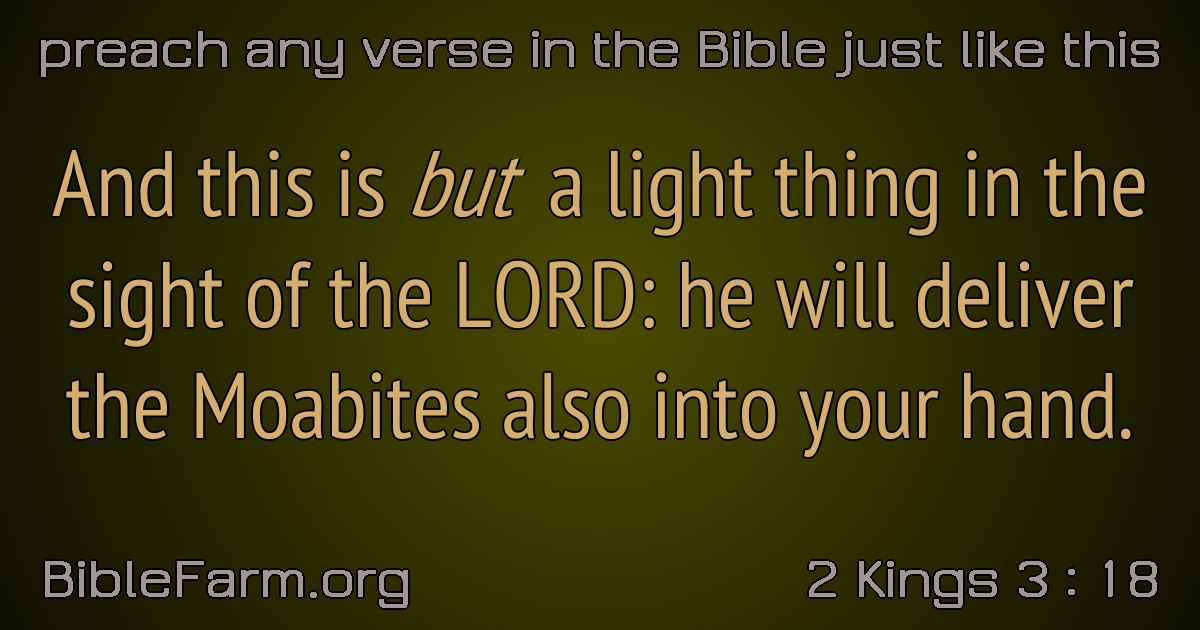 preach any verse in the Bible just like this
And this is but a light thing in the
sight of the LORD: he will deliver
the Moabites also into your hand.
BibleFarm.org
2 Kings 3 : 18